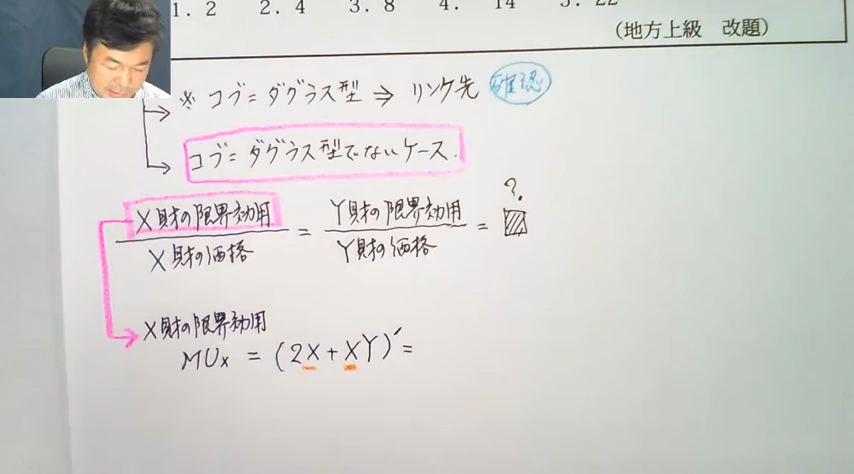 1. 2 2. 4 3. 8 4. 14 5. 22
(地方上級 改題)
※ コブ=ダグラス型 ⇒ リンケ先 確認
コブ=ダグラス型でないケース.
X財の限界効用 Y財の限界効用 ?
= =
X財の価格 Y財の価格
X財の限界効用
MUx = (2X + XY)′ =